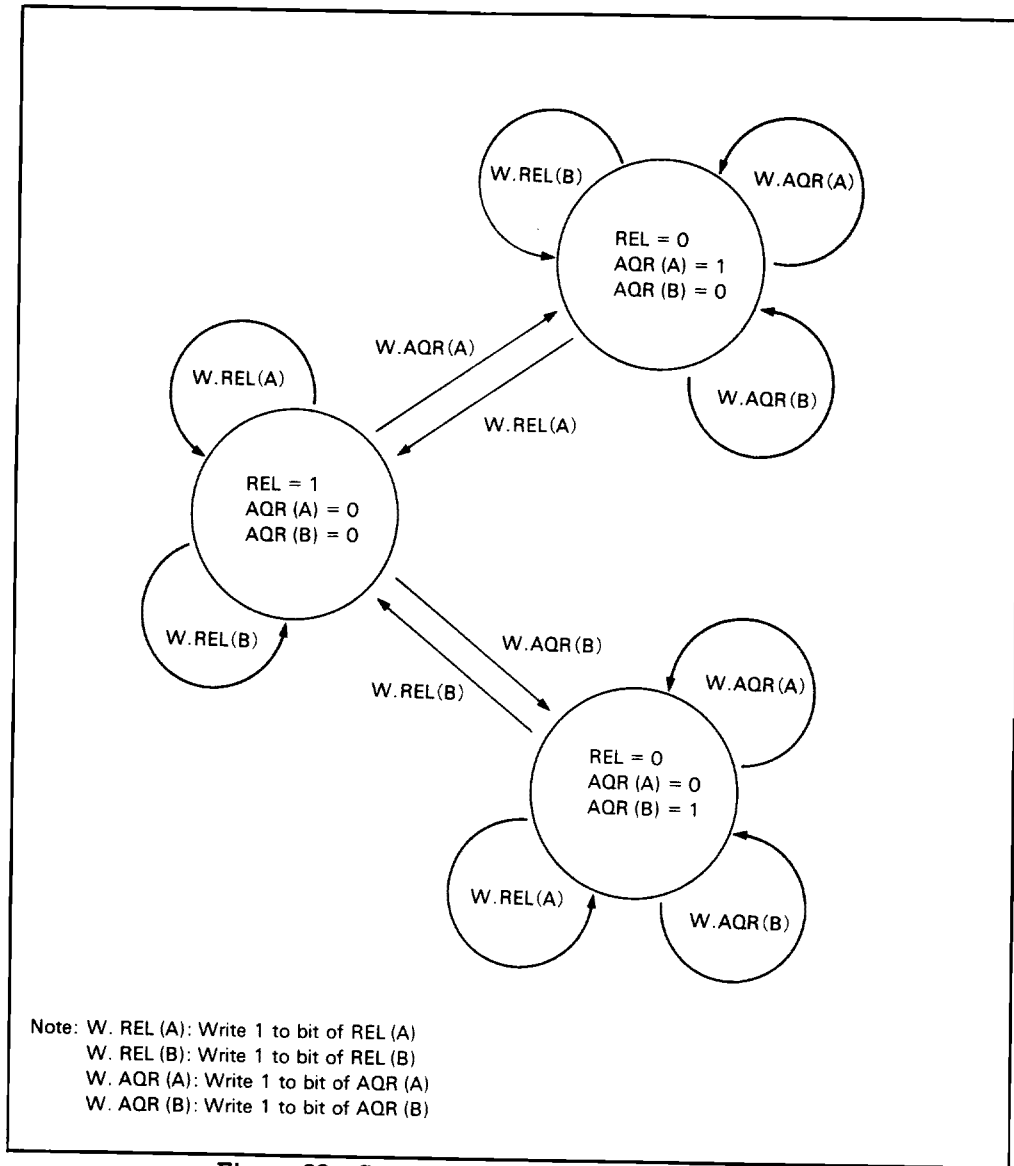 W.REL(B)
W.AQR(A)
REL = 0
AQR (A) = 1
AQR (B) = 0
W.AQR(A)
W.REL(A)
W.AQR(B)
W.REL(A)
REL = 1
AQR (A) = 0
AQR (B) = 0
W.REL(B)
W.AQR(B)
W.REL(B)
W.AQR(A)
REL = 0
AQR (A) = 0
AQR (B) = 1
W.REL(A)
W.AQR(B)
Note: W. REL (A): Write 1 to bit of REL (A)
W. REL (B): Write 1 to bit of REL (B)
W. AQR (A): Write 1 to bit of AQR (A)
W. AQR (B): Write 1 to bit of AQR (B)